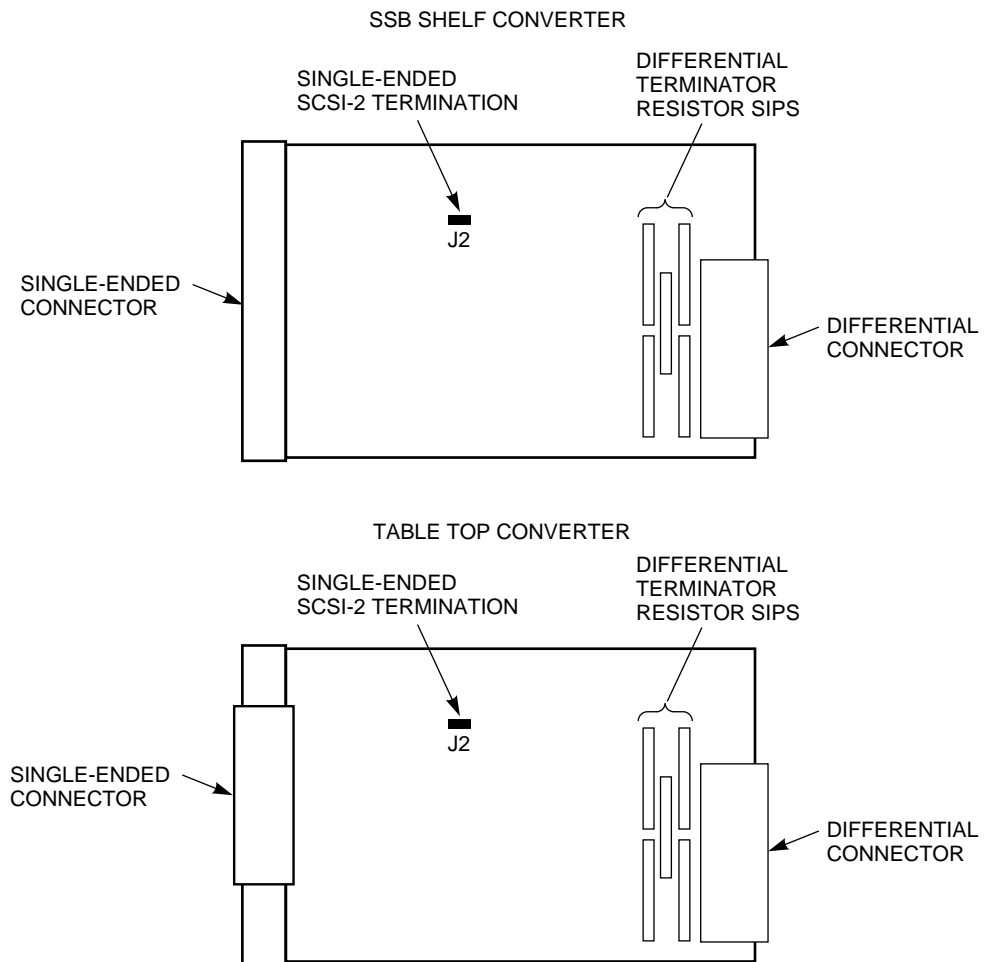 SSB SHELF CONVERTER
SINGLE-ENDED
SCSI-2 TERMINATION
DIFFERENTIAL
TERMINATOR
RESISTOR SIPS
J2
SINGLE-ENDED
CONNECTOR
DIFFERENTIAL
CONNECTOR
TABLE TOP CONVERTER
SINGLE-ENDED
SCSI-2 TERMINATION
DIFFERENTIAL
TERMINATOR
RESISTOR SIPS
J2
SINGLE-ENDED
CONNECTOR
DIFFERENTIAL
CONNECTOR